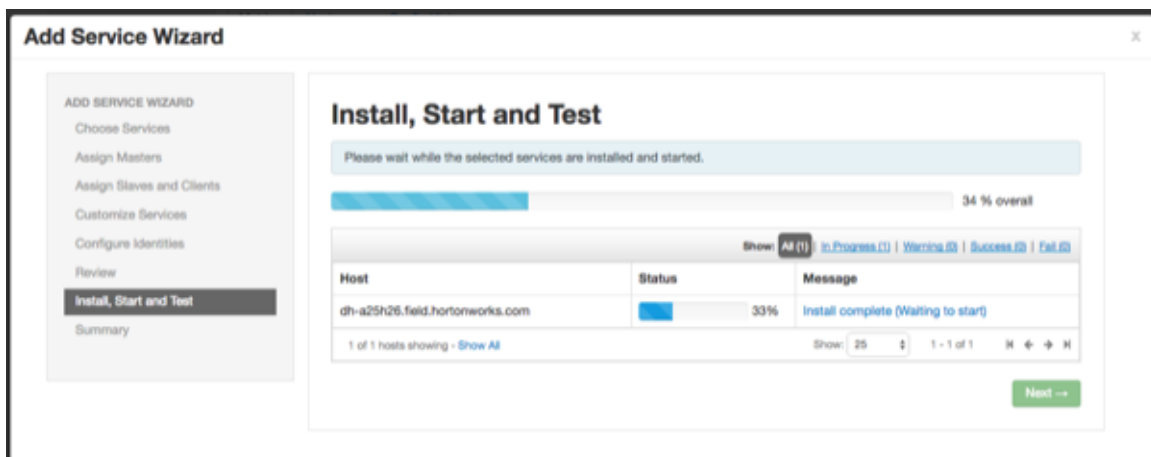 Add Service Wizard
x
ADD SERVICE WIZARD
Choose Services
Assign Masters
Assign Slaves and Clients
Customize Services
Configure Identities
Review
Install, Start and Test
Summary
Install, Start and Test
Please wait while the selected services are installed and started.
34 % overall
Show: All (1) | In Progress (1) | Warning (0) | Success (0) | Fail (0)
Host Status Message
dh-a25h26.field.hortonworks.com 33% Install complete (Waiting to start)
1 of 1 hosts showing - Show All Show: 25 1 - 1 of 1
Next →